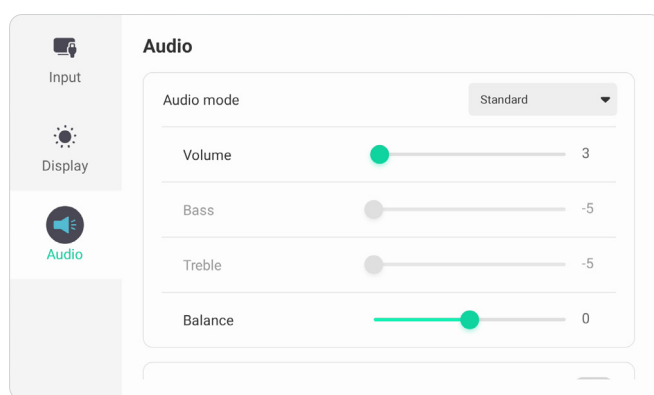 Input
Display
Audio
Audio
Audio mode
Standard
Volume
3
Bass
-5
Treble
-5
Balance
0